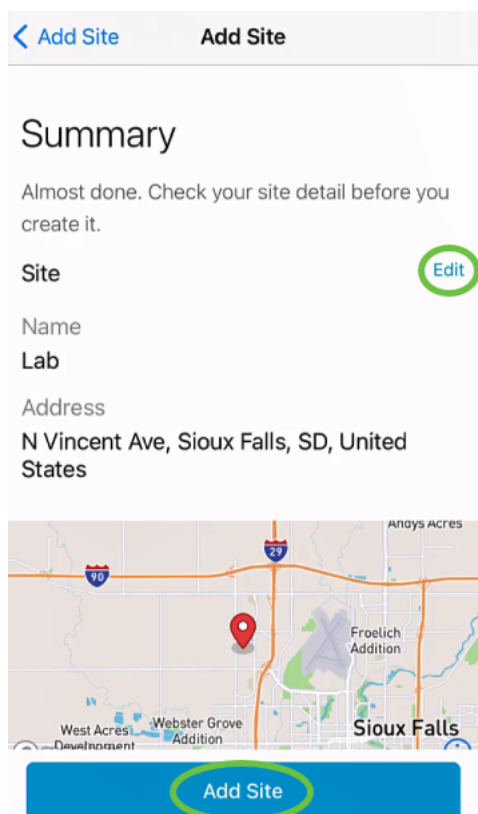 Add Site
Add Site
Summary
Almost done. Check your site detail before you
create it.
Site
Edit
Name
Lab
Address
N Vincent Ave, Sioux Falls, SD, United
States
Andys Acres
29
90
Froelich
Addition
West Acres
Development
Webster Grove
Addition
Sioux Falls
Add Site